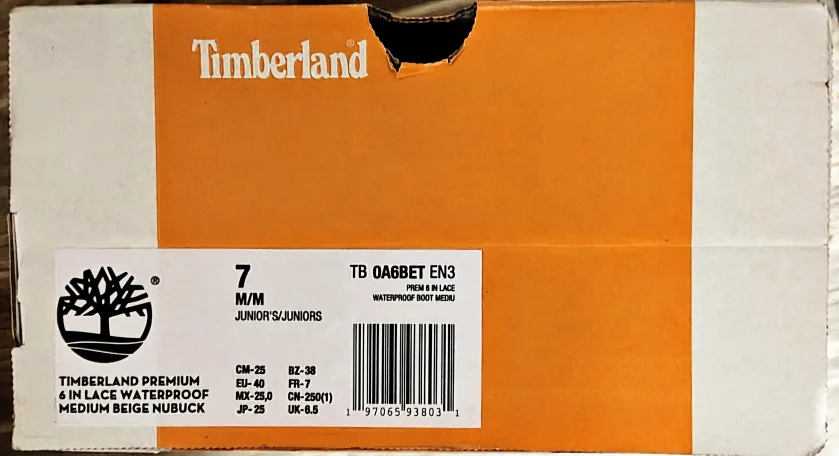 Timberland®
®
TIMBERLAND PREMIUM
6 IN LACE WATERPROOF
MEDIUM BEIGE NUBUCK
7
M/M
JUNIOR'S/JUNIORS
CM-25 BZ-38
EU- 40 FR-7
MX-25,0 CN-250(1)
JP-25 UK-6.5
TB 0A6BET EN3
PREM 6 IN LACE
WATERPROOF BOOT MEDIU
1 97065 93803 1